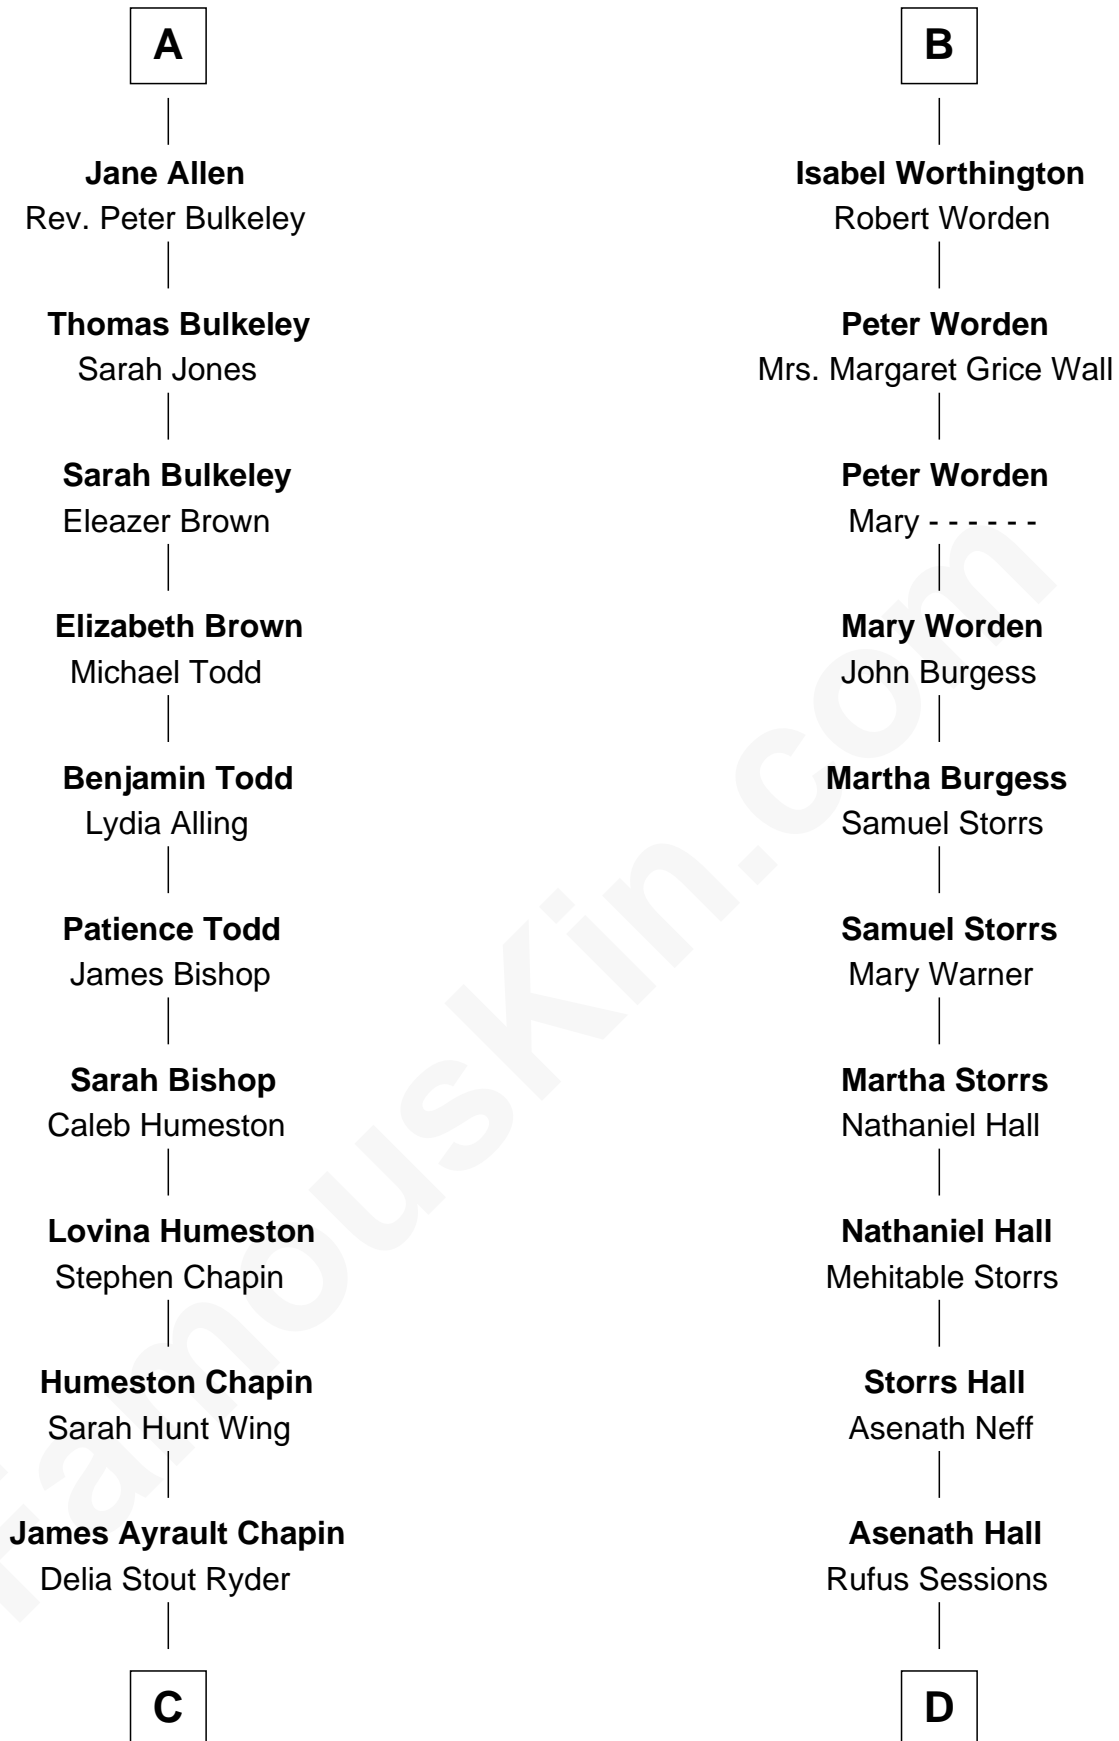 A
Jane Allen
Rev. Peter Bulkeley
Thomas Bulkeley
Sarah Jones
Sarah Bulkeley
Eleazer Brown
Elizabeth Brown
Michael Todd
Benjamin Todd
Lydia Alling
Patience Todd
James Bishop
Sarah Bishop
Caleb Humeston
Lovina Humeston
Stephen Chapin
Humeston Chapin
Sarah Hunt Wing
James Ayrault Chapin
Delia Stout Ryder
C
B
Isabel Worthington
Robert Worden
Peter Worden
Mrs. Margaret Grice Wall
Peter Worden
Mary - - - - - -
Mary Worden
John Burgess
Martha Burgess
Samuel Storrs
Samuel Storrs
Mary Warner
Martha Storrs
Nathaniel Hall
Nathaniel Hall
Mehitable Storrs
Storrs Hall
Asenath Neff
Asenath Hall
Rufus Sessions
D
FamousKin.com